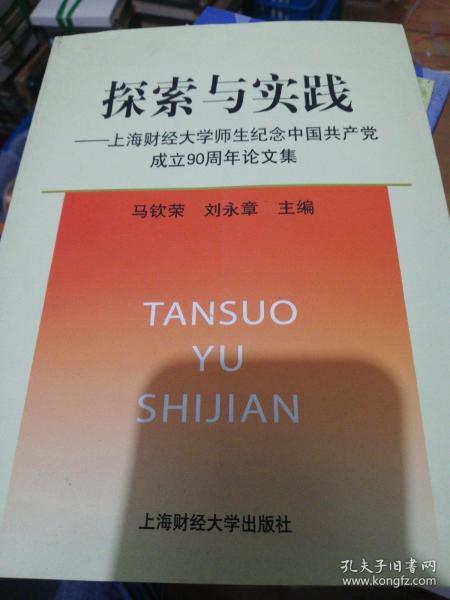 探索与实践
——上海财经大学师生纪念中国共产党
成立90周年论文集
马钦荣 刘永章 主编
TANSUO
YU
SHIJIAN
上海财经大学出版社
孔夫子旧书网
www.kongfz.com